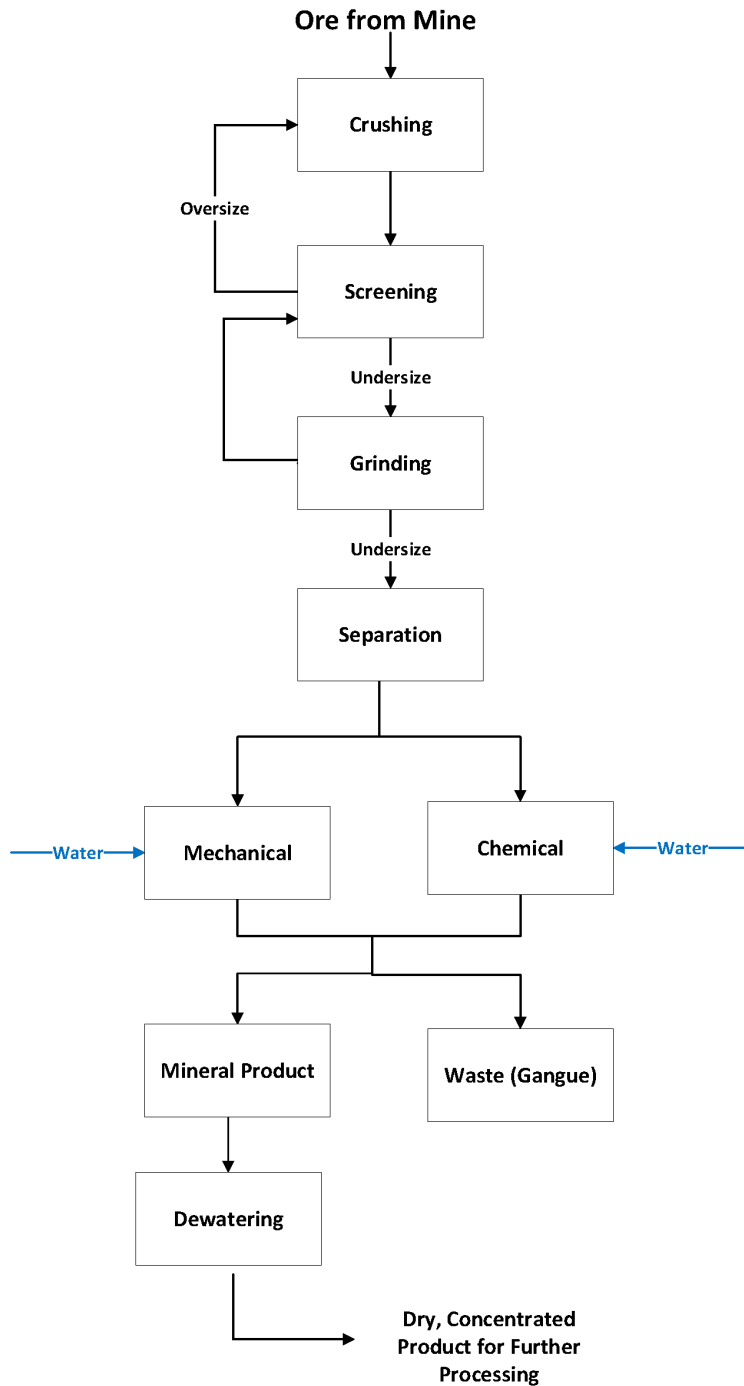 Ore from Mine
Crushing
Oversize
Screening
Undersize
Grinding
Undersize
Separation
Water
Mechanical
Chemical
Water
Mineral Product
Waste (Gangue)
Dewatering
Dry, Concentrated
Product for Further
Processing